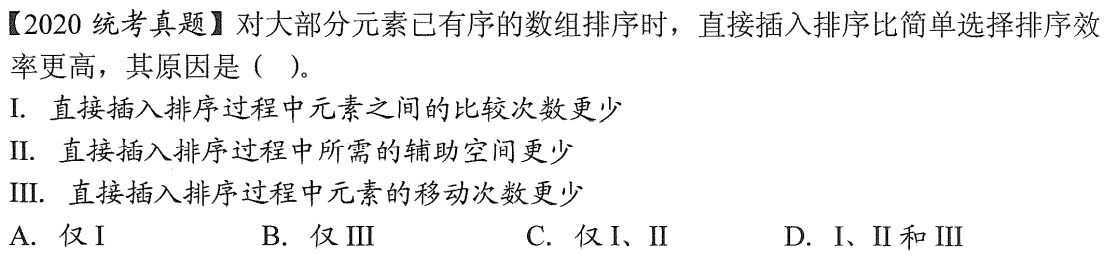 【2020 统考真题】对大部分元素已有序的数组排序时，直接插入排序比简单选择排序效
率更高，其原因是（　）。
I. 直接插入排序过程中元素之间的比较次数更少
II. 直接插入排序过程中所需的辅助空间更少
III. 直接插入排序过程中元素的移动次数更少
A. 仅 I　B. 仅 III　C. 仅 I、II　D. I、II 和 III